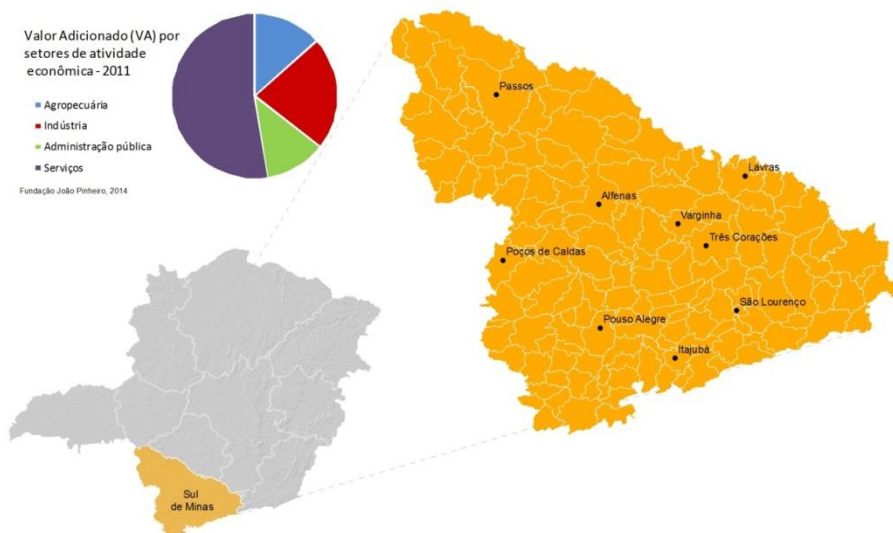 Valor Adicionado (VA) por
setores de atividade
econômica - 2011
Agropecuária
Indústria
Administração pública
Serviços
Fundação João Pinheiro, 2014
Passos
Lavras
Alfenas
Varginha
Três Corações
Poços de Caldas
São Lourenço
Pouso Alegre
Itajubá
Sul
de Minas